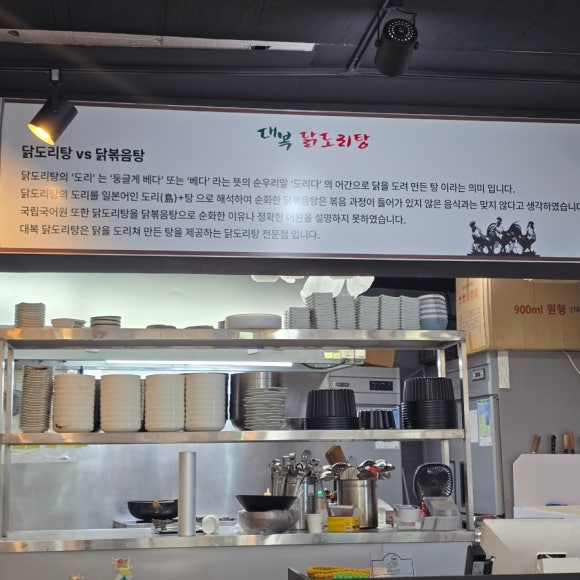 대복 닭도리탕
닭도리탕 vs 닭볶음탕
닭도리탕의 '도리' 는 '둥글게 베다' 또는 '베다' 라는 뜻의 순우리말 '도리다' 의 어간으로 닭을 도려 만든 탕 이라는 의미 입니다.
닭도리탕의 도리를 일본어인 도리(島)+탕 으로 해석하여 순화한 닭볶음탕은 볶음 과정이 들어가 있지 않은 음식과는 맞지 않다고 생각하였습니다
국립국어원 또한 닭도리탕을 닭볶음탕으로 순화한 이유나 정확한 어원을 설명하지 못하였습니다.
대복 닭도리탕은 닭을 도리쳐 만든 탕을 제공하는 닭도리탕 전문점 입니다.
900ml 원형